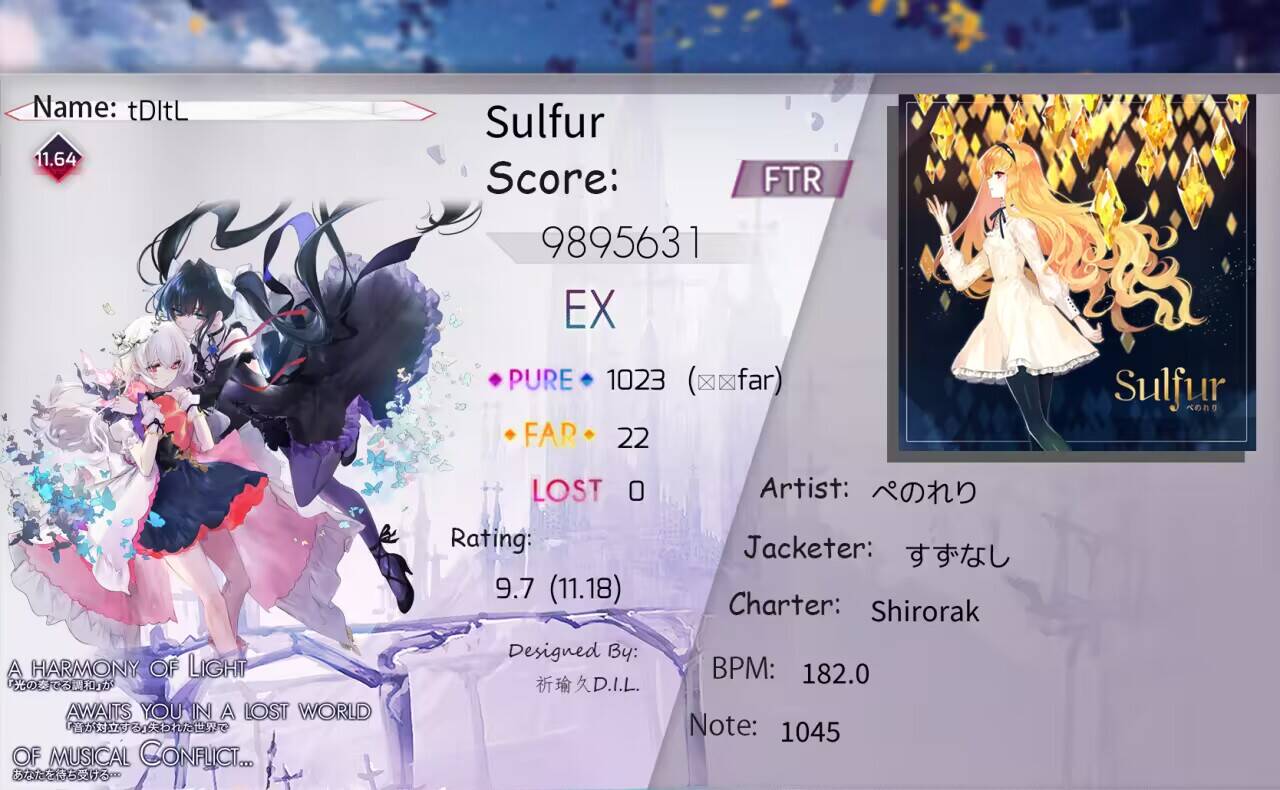 Name: tDItL
11.64
Sulfur
Score:
FTR
9895631
EX
PURE 1023 (far)
FAR 22
LOST 0
Rating:
9.7 (11.18)
Designed By:
祈瑜久D.I.L.
Sulfur
ぺのれり
Artist: ぺのれり
Jacketer: すずなし
Charter: Shirorak
BPM: 182.0
Note: 1045
A HARMONY OF LIGHT
「光の奏でる調和」が
AWAITS YOU IN A LOST WORLD
「音が対立する」失われた世界で
OF MUSICAL CONFLICT...
あなたを待ち受ける…